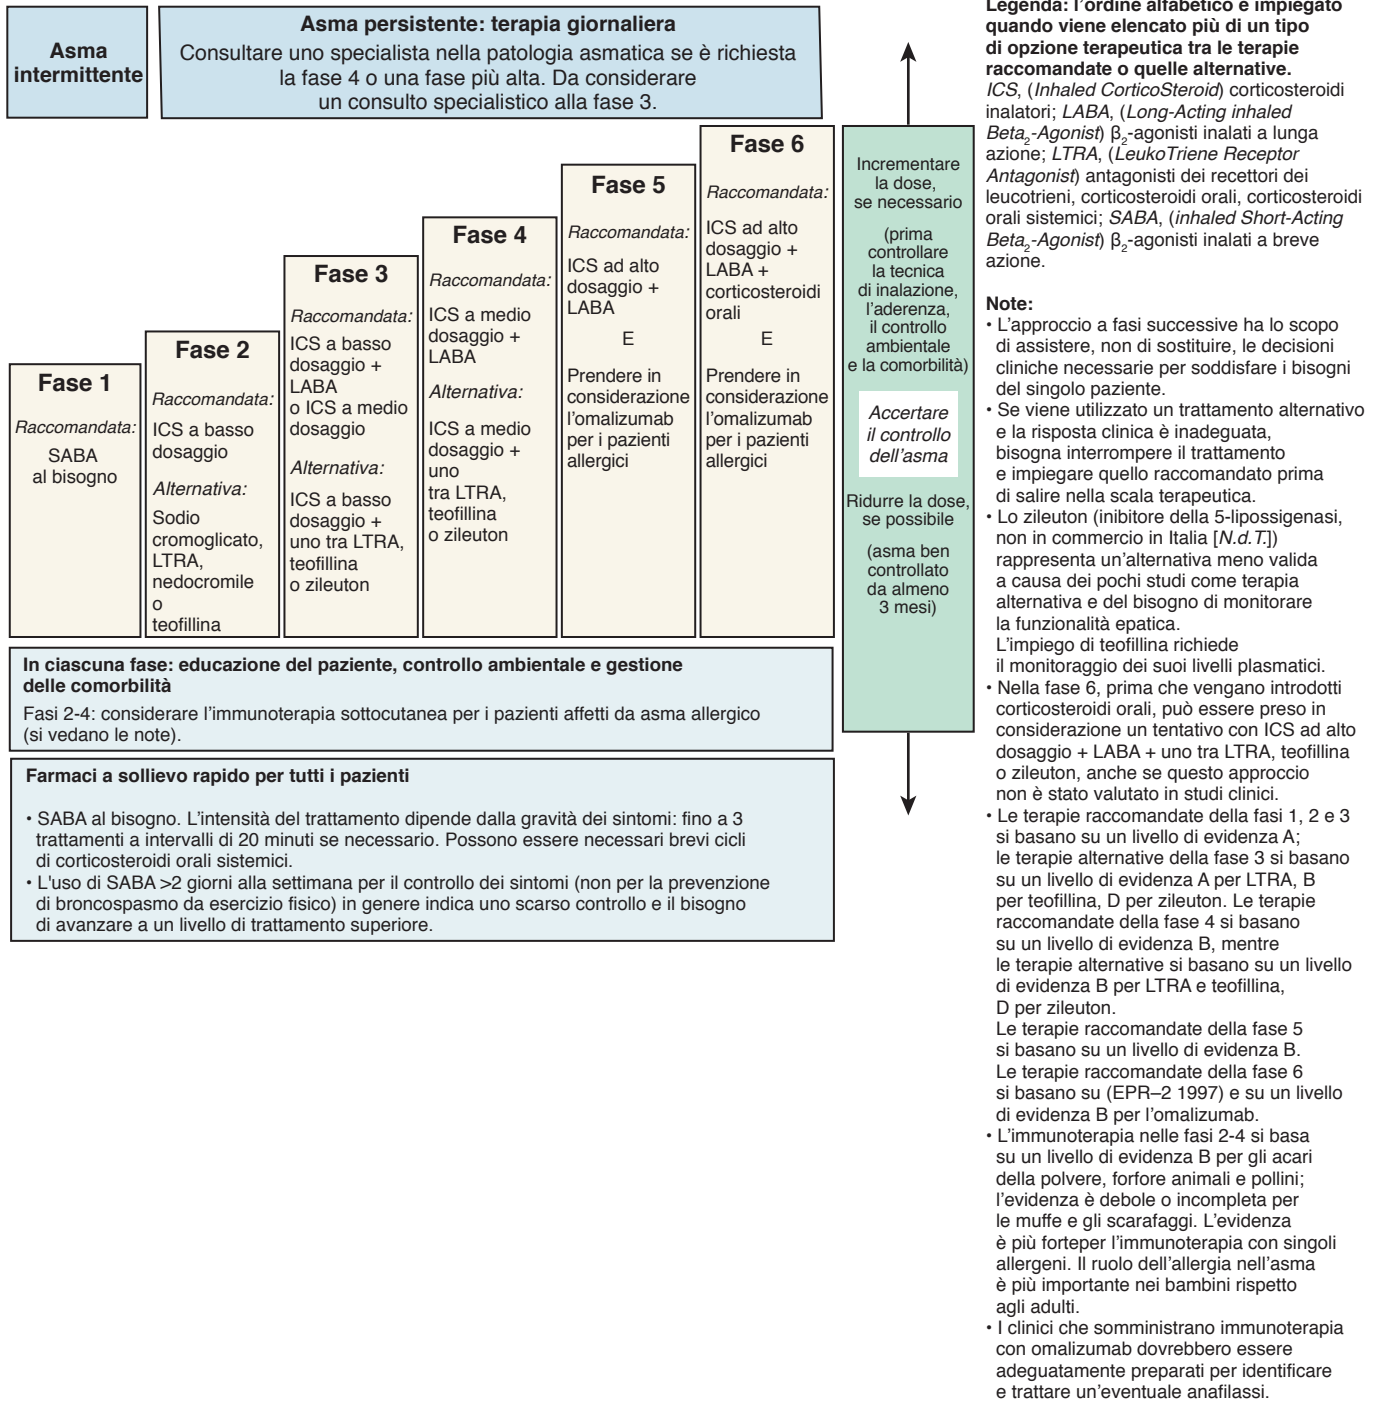 Asma
intermittente
Asma persistente: terapia giornaliera
Consultare uno specialista nella patologia asmatica se è richiesta
la fase 4 o una fase più alta. Da considerare
un consulto specialistico alla fase 3.
Fase 1
Raccomandata:
SABA
al bisogno
Fase 2
Raccomandata:
ICS a basso
dosaggio
Alternativa:
Sodio
cromoglicato,
LTRA,
nedocromile
o
teofillina
Fase 3
Raccomandata:
ICS a basso
dosaggio +
LABA
o ICS a medio
dosaggio
Alternativa:
ICS a basso
dosaggio +
uno tra LTRA,
teofillina
o zileuton
Fase 4
Raccomandata:
ICS a medio
dosaggio +
LABA
Alternativa:
ICS a medio
dosaggio +
uno
tra LTRA,
teofillina
o zileuton
Fase 5
Raccomandata:
ICS ad alto
dosaggio +
LABA
E
Prendere in
considerazione
l’omalizumab
per i pazienti
allergici
Fase 6
Raccomandata:
ICS ad alto
dosaggio +
LABA +
corticosteroidi
orali
E
Prendere in
considerazione
l’omalizumab
per i pazienti
allergici
Incrementare
la dose,
se necessario
(prima
controllare
la tecnica
di inalazione,
l’aderenza,
il controllo
ambientale
e la comorbilità)
Accertare
il controllo
dell’asma
Ridurre la dose,
se possibile
(asma ben
controllato
da almeno
3 mesi)
In ciascuna fase: educazione del paziente, controllo ambientale e gestione
delle comorbilità
Fasi 2-4: considerare l’immunoterapia sottocutanea per i pazienti affetti da asma allergico
(si vedano le note).
Farmaci a sollievo rapido per tutti i pazienti
• SABA al bisogno. L’intensità del trattamento dipende dalla gravità dei sintomi: fino a 3
trattamenti a intervalli di 20 minuti se necessario. Possono essere necessari brevi cicli
di corticosteroidi orali sistemici.
• L'uso di SABA >2 giorni alla settimana per il controllo dei sintomi (non per la prevenzione
di broncospasmo da esercizio fisico) in genere indica uno scarso controllo e il bisogno
di avanzare a un livello di trattamento superiore.
Legenda: l’ordine alfabetico è impiegato
quando viene elencato più di un tipo
di opzione terapeutica tra le terapie
raccomandate o quelle alternative.
ICS, (Inhaled CorticoSteroid) corticosteroidi
inalatori; LABA, (Long-Acting inhaled
Beta₂-Agonist) β₂-agonisti inalati a lunga
azione; LTRA, (LeukoTriene Receptor
Antagonist) antagonisti dei recettori dei
leucotrieni, corticosteroidi orali, corticosteroidi
orali sistemici; SABA, (inhaled Short-Acting
Beta₂-Agonist) β₂-agonisti inalati a breve
azione.
Note:
• L’approccio a fasi successive ha lo scopo
di assistere, non di sostituire, le decisioni
cliniche necessarie per soddisfare i bisogni
del singolo paziente.
• Se viene utilizzato un trattamento alternativo
e la risposta clinica è inadeguata,
bisogna interrompere il trattamento
e impiegare quello raccomandato prima
di salire nella scala terapeutica.
• Lo zileuton (inibitore della 5-lipossigenasi,
non in commercio in Italia [N.d.T.])
rappresenta un’alternativa meno valida
a causa dei pochi studi come terapia
alternativa e del bisogno di monitorare
la funzionalità epatica.
L’impiego di teofillina richiede
il monitoraggio dei suoi livelli plasmatici.
• Nella fase 6, prima che vengano introdotti
corticosteroidi orali, può essere preso in
considerazione un tentativo con ICS ad alto
dosaggio + LABA + uno tra LTRA, teofillina
o zileuton, anche se questo approccio
non è stato valutato in studi clinici.
• Le terapie raccomandate della fasi 1, 2 e 3
si basano su un livello di evidenza A;
le terapie alternative della fase 3 si basano
su un livello di evidenza A per LTRA, B
per teofillina, D per zileuton. Le terapie
raccomandate della fase 4 si basano
su un livello di evidenza B, mentre
le terapie alternative si basano su un livello
di evidenza B per LTRA e teofillina,
D per zileuton.
Le terapie raccomandate della fase 5
si basano su un livello di evidenza B.
Le terapie raccomandate della fase 6
si basano su (EPR–2 1997) e su un livello
di evidenza B per l’omalizumab.
• L’immunoterapia nelle fasi 2-4 si basa
su un livello di evidenza B per gli acari
della polvere, forfore animali e pollini;
l’evidenza è debole o incompleta per
le muffe e gli scarafaggi. L’evidenza
è più forteper l’immunoterapia con singoli
allergeni. Il ruolo dell’allergia nell’asma
è più importante nei bambini rispetto
agli adulti.
• I clinici che somministrano immunoterapia
con omalizumab dovrebbero essere
adeguatamente preparati per identificare
e trattare un’eventuale anafilassi.